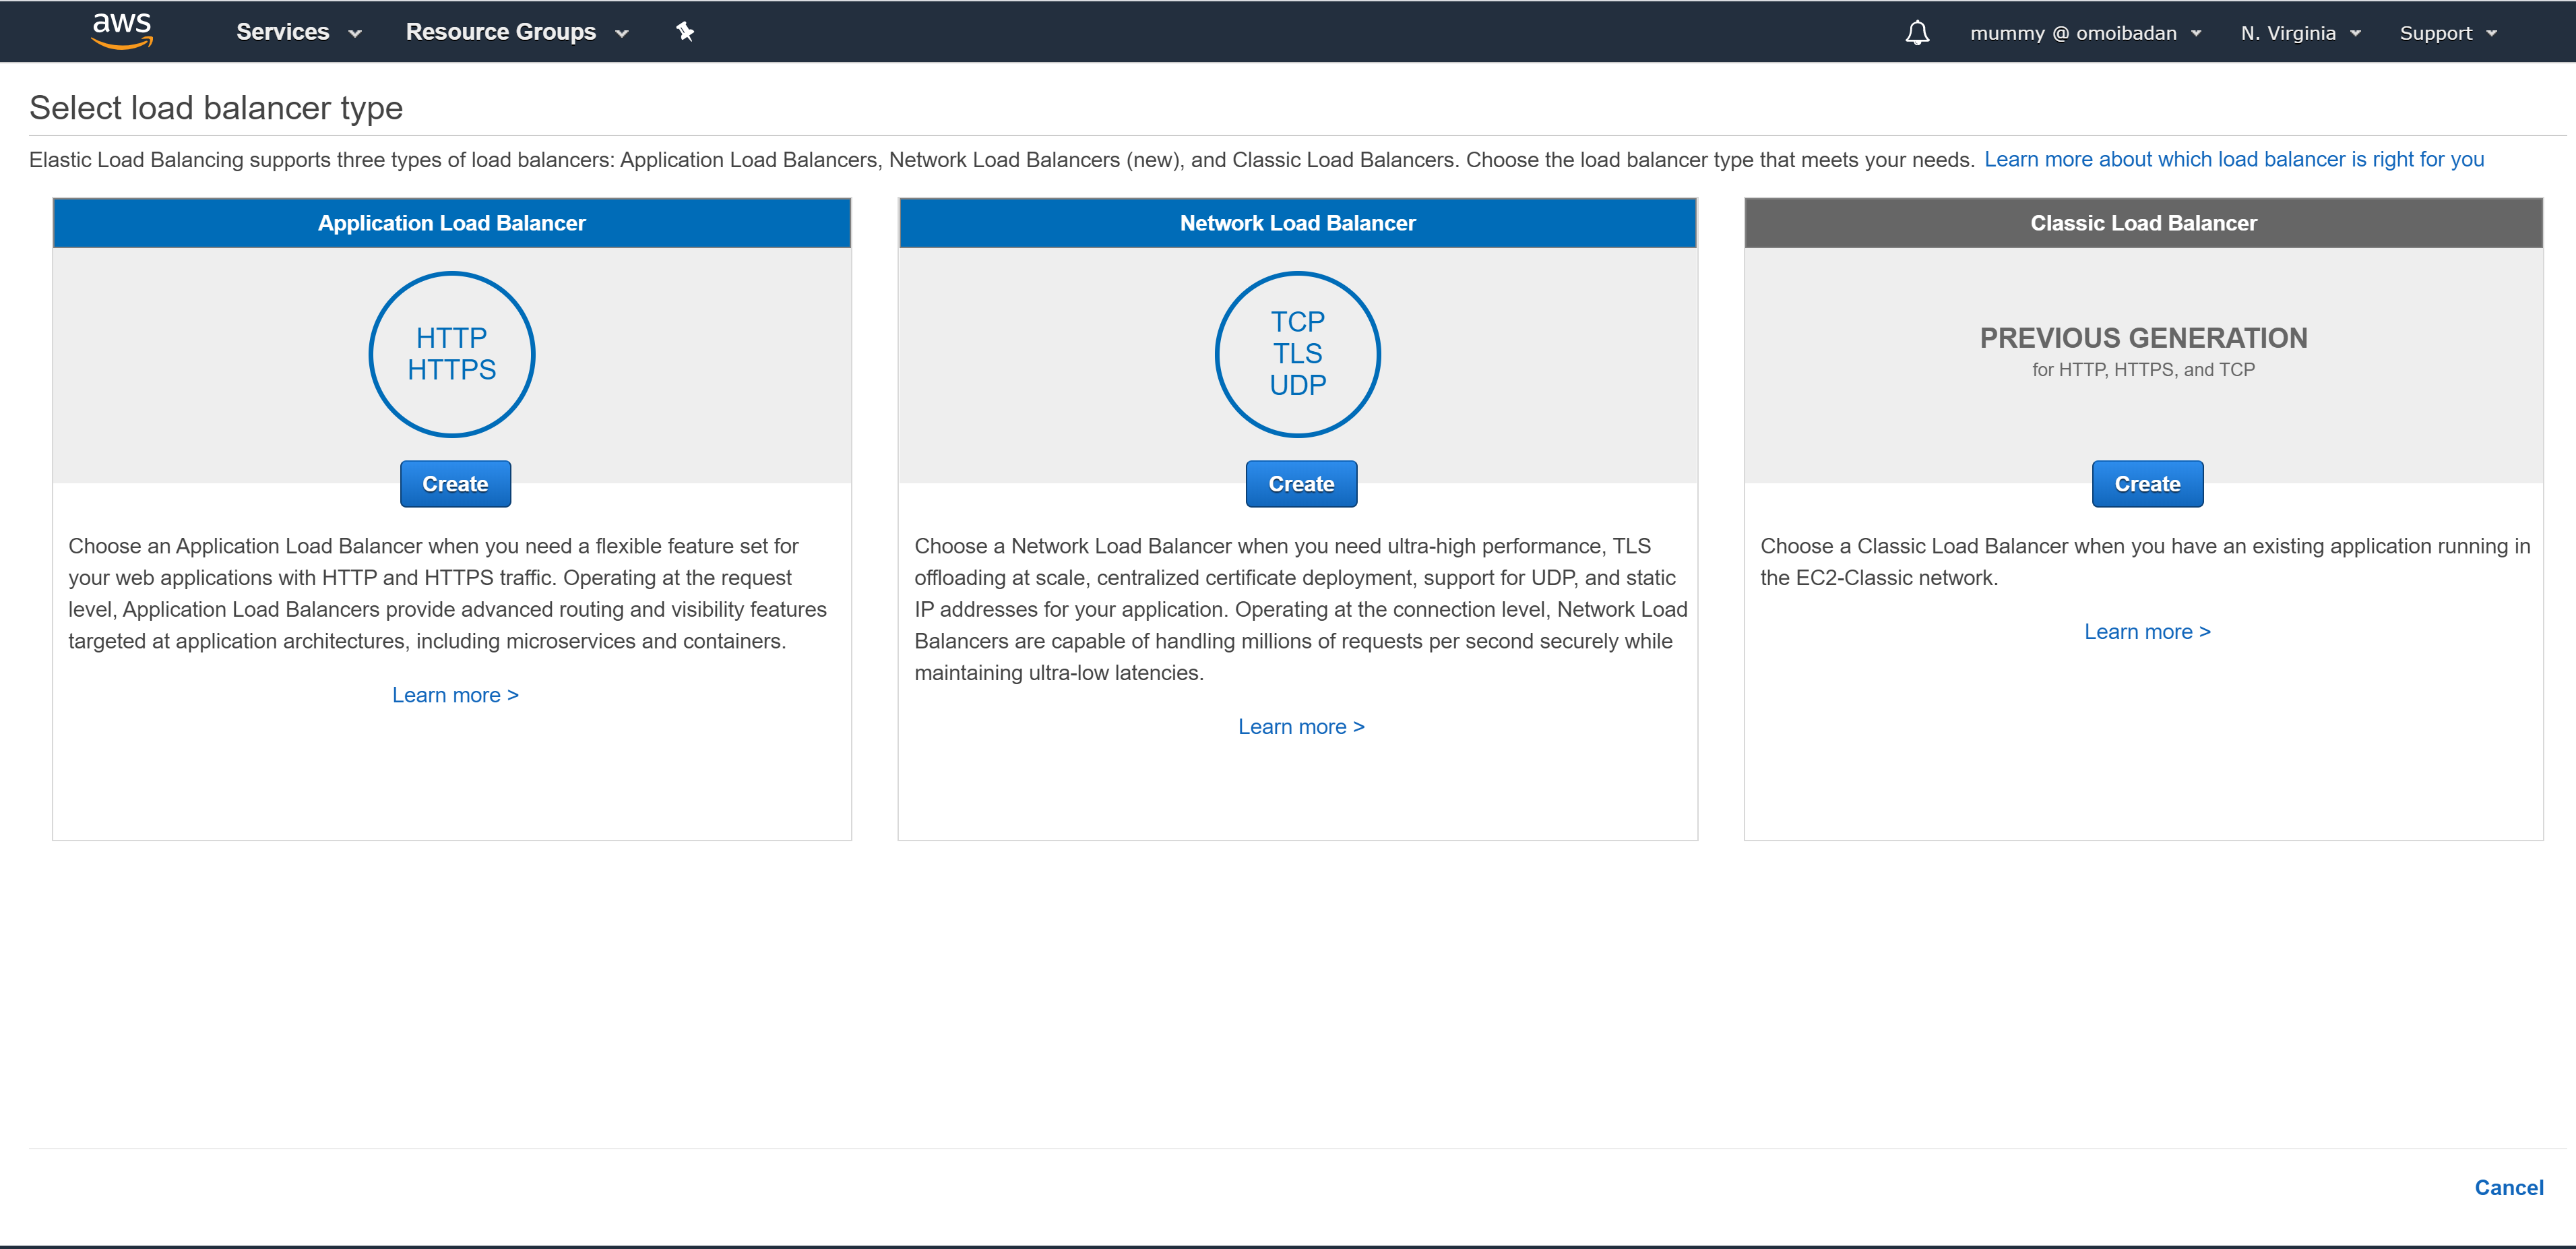 aws
Services
Resource Groups
mummy @ omoibadan
N. Virginia
Support
Select load balancer type
Elastic Load Balancing supports three types of load balancers: Application Load Balancers, Network Load Balancers (new), and Classic Load Balancers. Choose the load balancer type that meets your needs. Learn more about which load balancer is right for you
Application Load Balancer
HTTP
HTTPS
Create
Choose an Application Load Balancer when you need a flexible feature set for
your web applications with HTTP and HTTPS traffic. Operating at the request
level, Application Load Balancers provide advanced routing and visibility features
targeted at application architectures, including microservices and containers.
Learn more >
Network Load Balancer
TCP
TLS
UDP
Create
Choose a Network Load Balancer when you need ultra-high performance, TLS
offloading at scale, centralized certificate deployment, support for UDP, and static
IP addresses for your application. Operating at the connection level, Network Load
Balancers are capable of handling millions of requests per second securely while
maintaining ultra-low latencies.
Learn more >
Classic Load Balancer
PREVIOUS GENERATION
for HTTP, HTTPS, and TCP
Create
Choose a Classic Load Balancer when you have an existing application running in
the EC2-Classic network.
Learn more >
Cancel